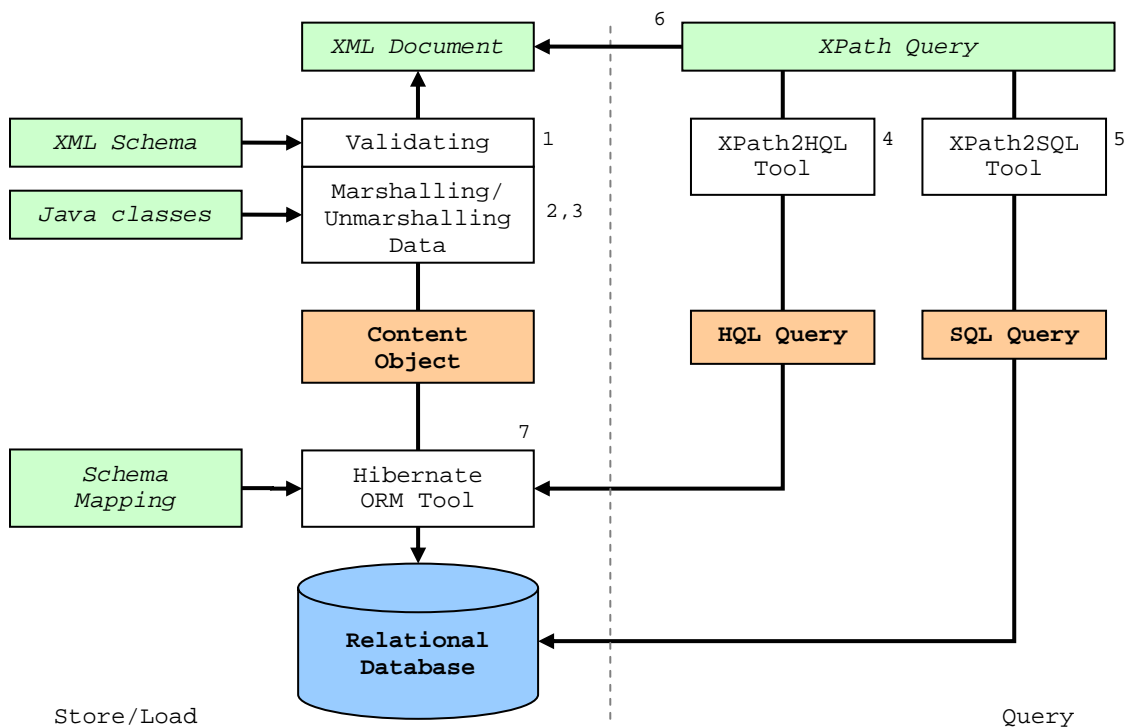 6
XML Document
XPath Query
XML Schema
Validating
1
XPath2HQL
Tool
4
XPath2SQL
Tool
5
Java classes
Marshalling/
Unmarshalling
Data
2,3
Content
Object
HQL Query
SQL Query
7
Schema
Mapping
Hibernate
ORM Tool
Relational
Database
Store/Load
Query